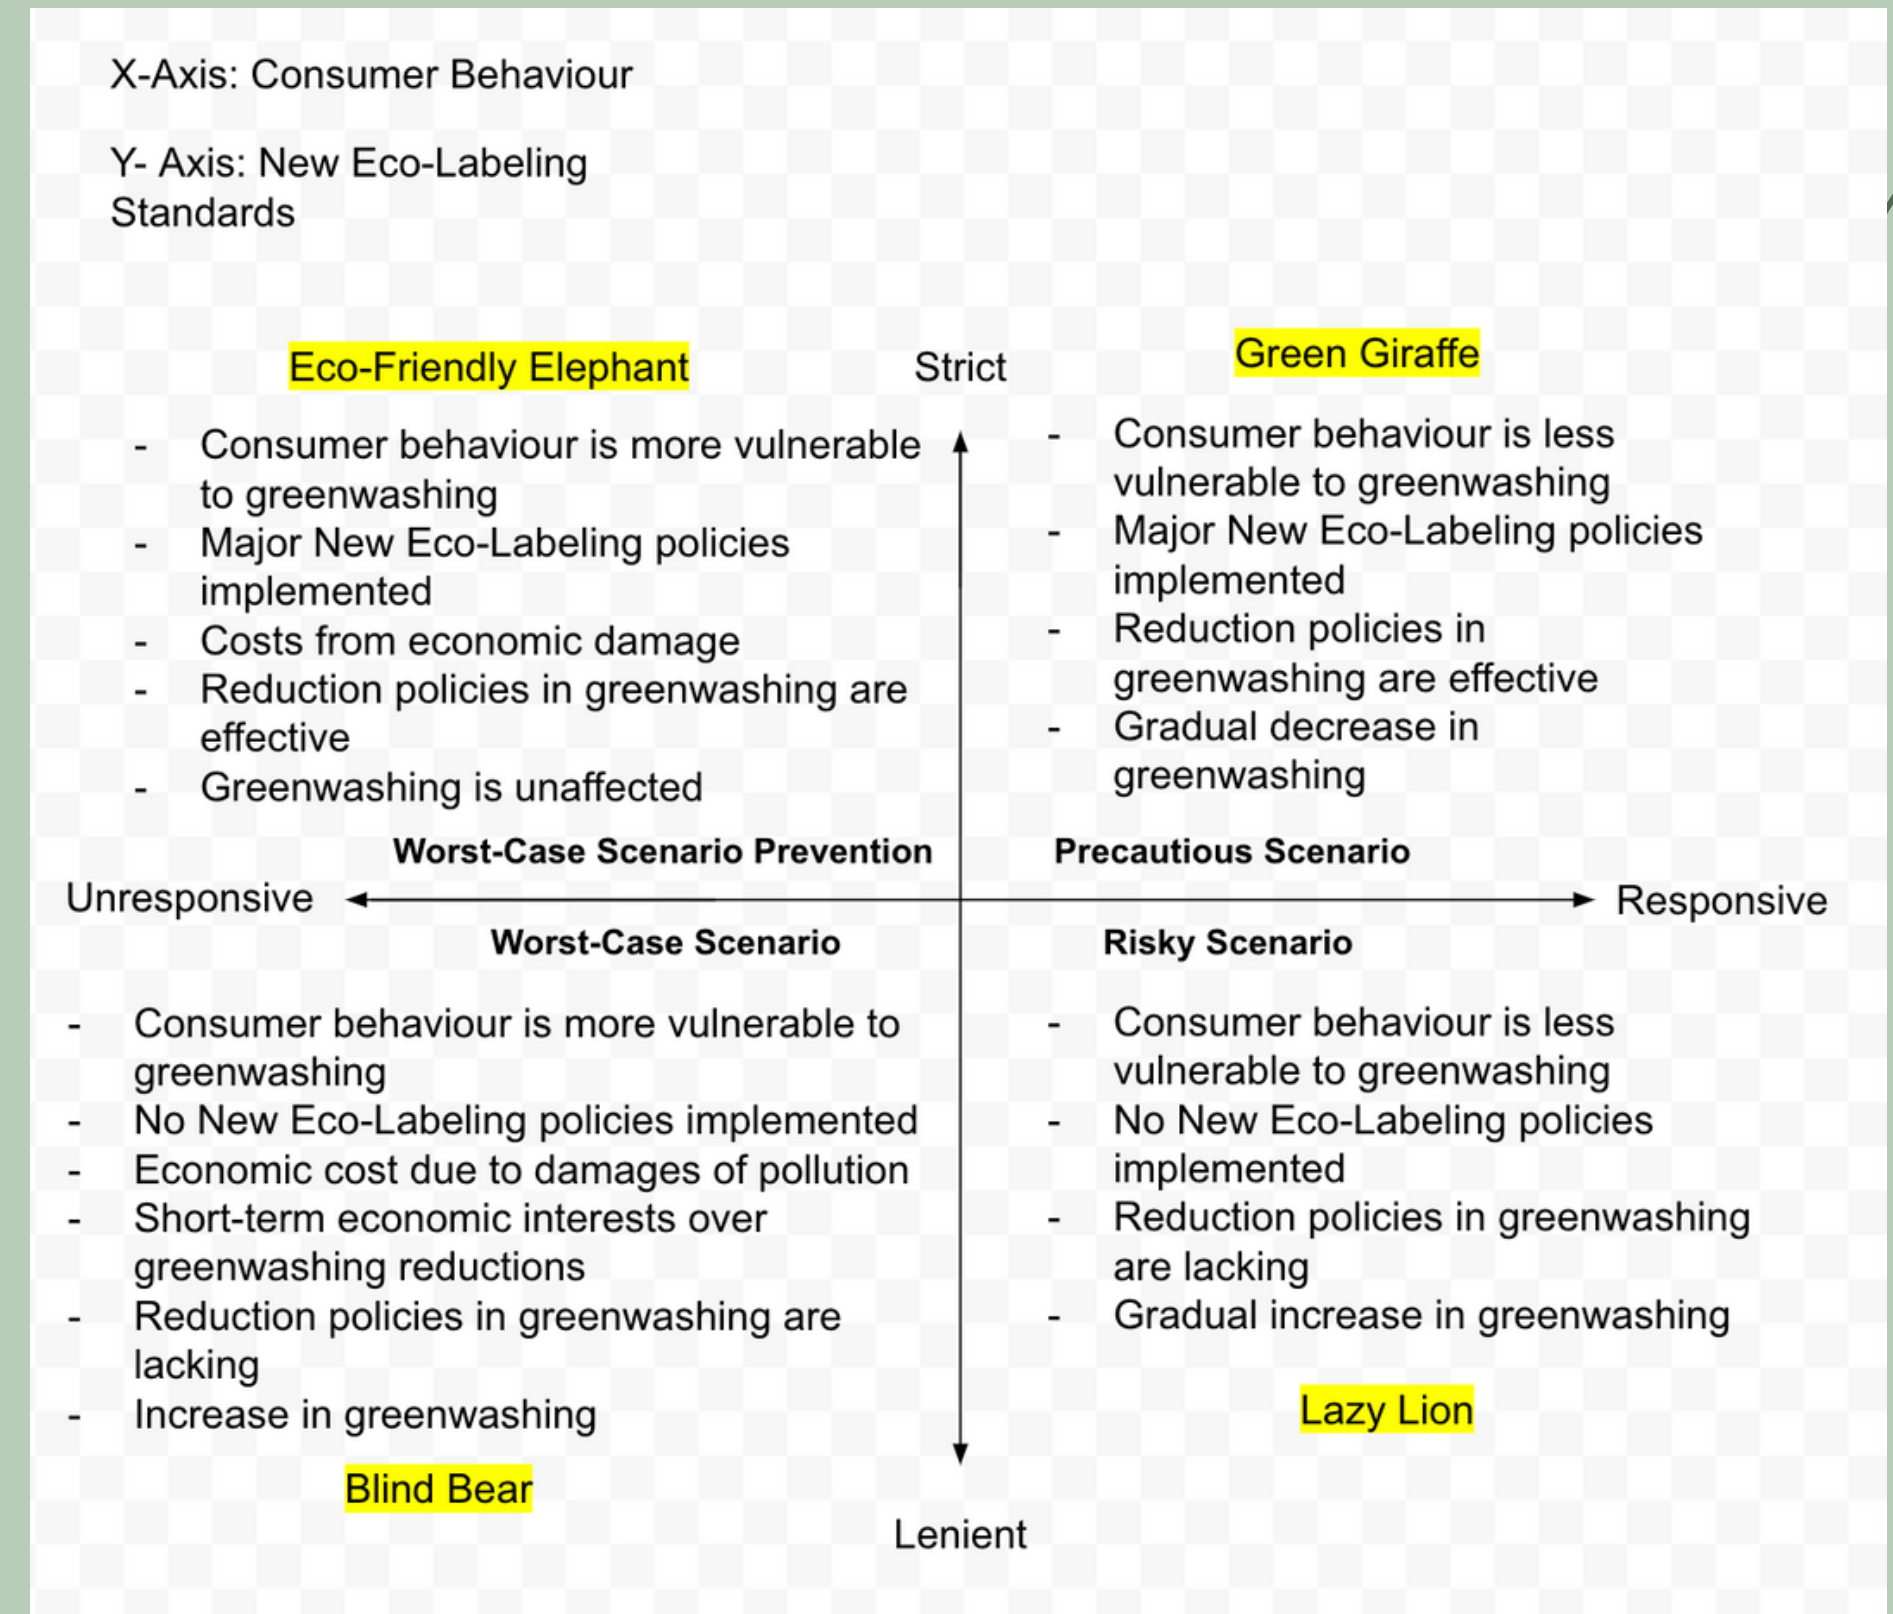 X-Axis: Consumer Behaviour
Y- Axis: New Eco-Labeling
Standards
Eco-Friendly Elephant
- Consumer behaviour is more vulnerable
to greenwashing
- Major New Eco-Labeling policies
implemented
- Costs from economic damage
- Reduction policies in greenwashing are
effective
- Greenwashing is unaffected
Worst-Case Scenario Prevention
Strict
Green Giraffe
- Consumer behaviour is less
vulnerable to greenwashing
- Major New Eco-Labeling policies
implemented
- Reduction policies in
greenwashing are effective
- Gradual decrease in
greenwashing
Precautious Scenario
Unresponsive
Responsive
Worst-Case Scenario
- Consumer behaviour is more vulnerable to
greenwashing
- No New Eco-Labeling policies implemented
- Economic cost due to damages of pollution
- Short-term economic interests over
greenwashing reductions
- Reduction policies in greenwashing are
lacking
- Increase in greenwashing
Blind Bear
Risky Scenario
- Consumer behaviour is less
vulnerable to greenwashing
- No New Eco-Labeling policies
implemented
- Reduction policies in greenwashing
are lacking
- Gradual increase in greenwashing
Lazy Lion
Lenient